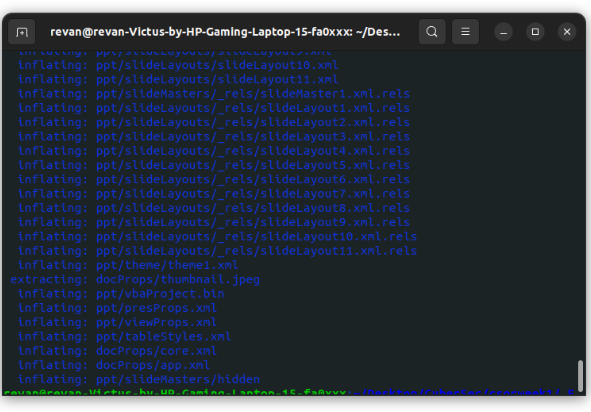 revan@revan-Victus-by-HP-Gaming-Laptop-15-fa0xxx: ~/Des...
inflating: ppt/slideLayouts/slideLayout9.xml
inflating: ppt/slideLayouts/slideLayout10.xml
inflating: ppt/slideLayouts/slideLayout11.xml
inflating: ppt/slideMasters/_rels/slideMaster1.xml.rels
inflating: ppt/slideLayouts/_rels/slideLayout1.xml.rels
inflating: ppt/slideLayouts/_rels/slideLayout2.xml.rels
inflating: ppt/slideLayouts/_rels/slideLayout3.xml.rels
inflating: ppt/slideLayouts/_rels/slideLayout4.xml.rels
inflating: ppt/slideLayouts/_rels/slideLayout5.xml.rels
inflating: ppt/slideLayouts/_rels/slideLayout6.xml.rels
inflating: ppt/slideLayouts/_rels/slideLayout7.xml.rels
inflating: ppt/slideLayouts/_rels/slideLayout8.xml.rels
inflating: ppt/slideLayouts/_rels/slideLayout9.xml.rels
inflating: ppt/slideLayouts/_rels/slideLayout10.xml.rels
inflating: ppt/slideLayouts/_rels/slideLayout11.xml.rels
inflating: ppt/theme/theme1.xml
extracting: docProps/thumbnail.jpeg
inflating: ppt/vbaProject.bin
inflating: ppt/presProps.xml
inflating: ppt/viewProps.xml
inflating: ppt/tableStyles.xml
inflating: docProps/core.xml
inflating: docProps/app.xml
inflating: ppt/slideMasters/hidden
revan@revan-Victus-by-HP-Gaming-Laptop-15-fa0xxx: